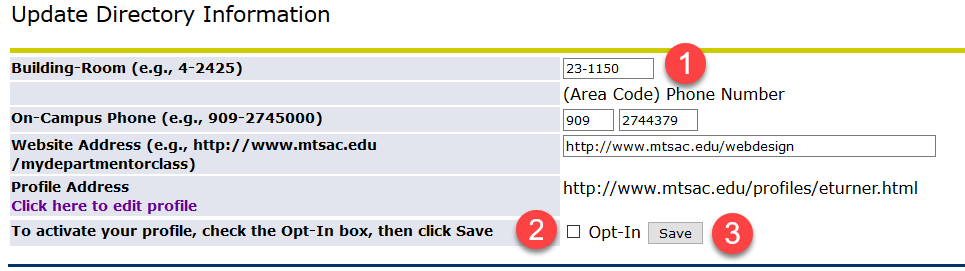 Update Directory Information
Building-Room (e.g., 4-2425) 23-1150 1
(Area Code) Phone Number
On-Campus Phone (e.g., 909-2745000) 909 2744379
Website Address (e.g., http://www.mtsac.edu
/mydepartmentorclass) http://www.mtsac.edu/webdesign
Profile Address http://www.mtsac.edu/profiles/eturner.html
Click here to edit profile
To activate your profile, check the Opt-In box, then click Save 2 Opt-In Save 3